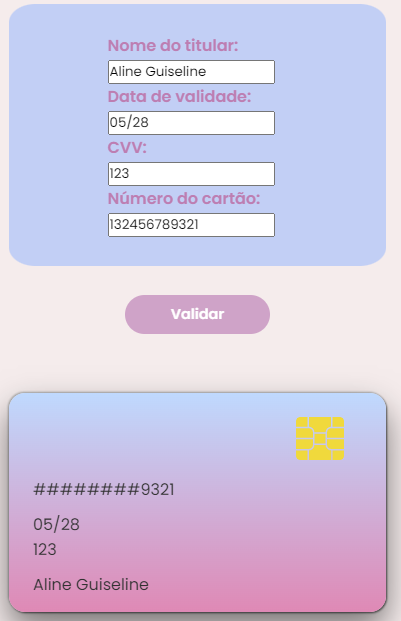 Nome do titular:
Aline Guiseline
Data de validade:
05/28
CVV:
123
Número do cartão:
132456789321
Validar
########9321
05/28
123
Aline Guiseline